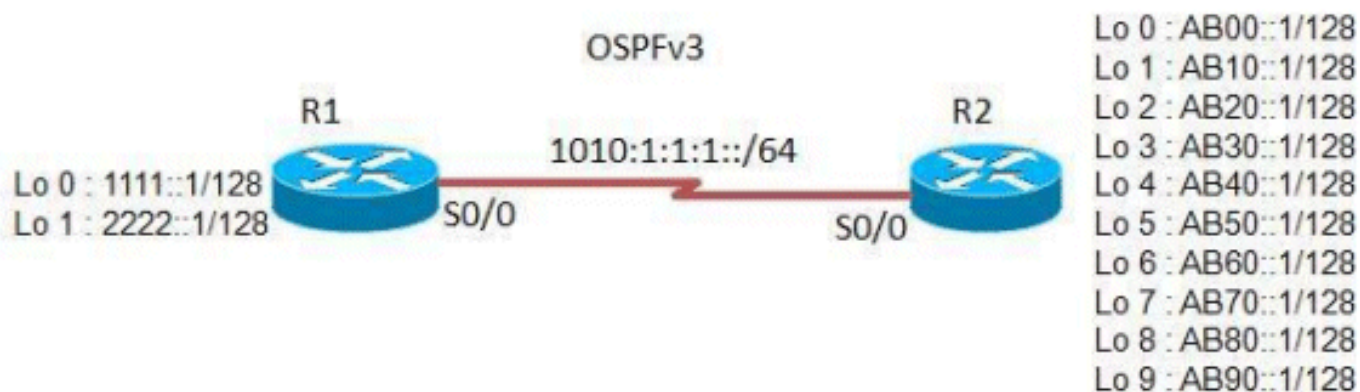 OSPFv3
R1
R2
1010:1:1:1::/64
S0/0
S0/0
Lo 0 : 1111::1/128
Lo 1 : 2222::1/128
Lo 0 : AB00::1/128
Lo 1 : AB10::1/128
Lo 2 : AB20::1/128
Lo 3 : AB30::1/128
Lo 4 : AB40::1/128
Lo 5 : AB50::1/128
Lo 6 : AB60::1/128
Lo 7 : AB70::1/128
Lo 8 : AB80::1/128
Lo 9 : AB90::1/128